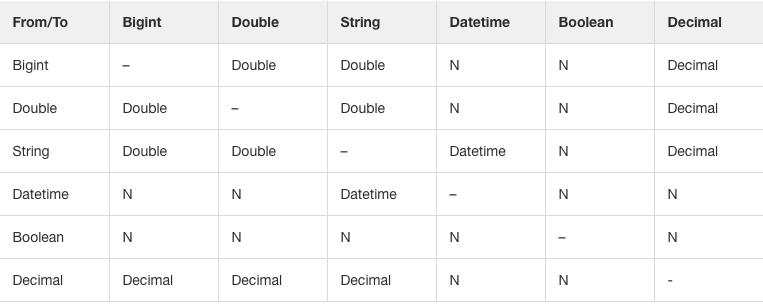 From/To Bigint Double String Datetime Boolean Decimal
Bigint – Double Double N N Decimal
Double Double – Double N N Decimal
String Double Double – Datetime N Decimal
Datetime N N Datetime – N N
Boolean N N N N – N
Decimal Decimal Decimal Decimal N N -